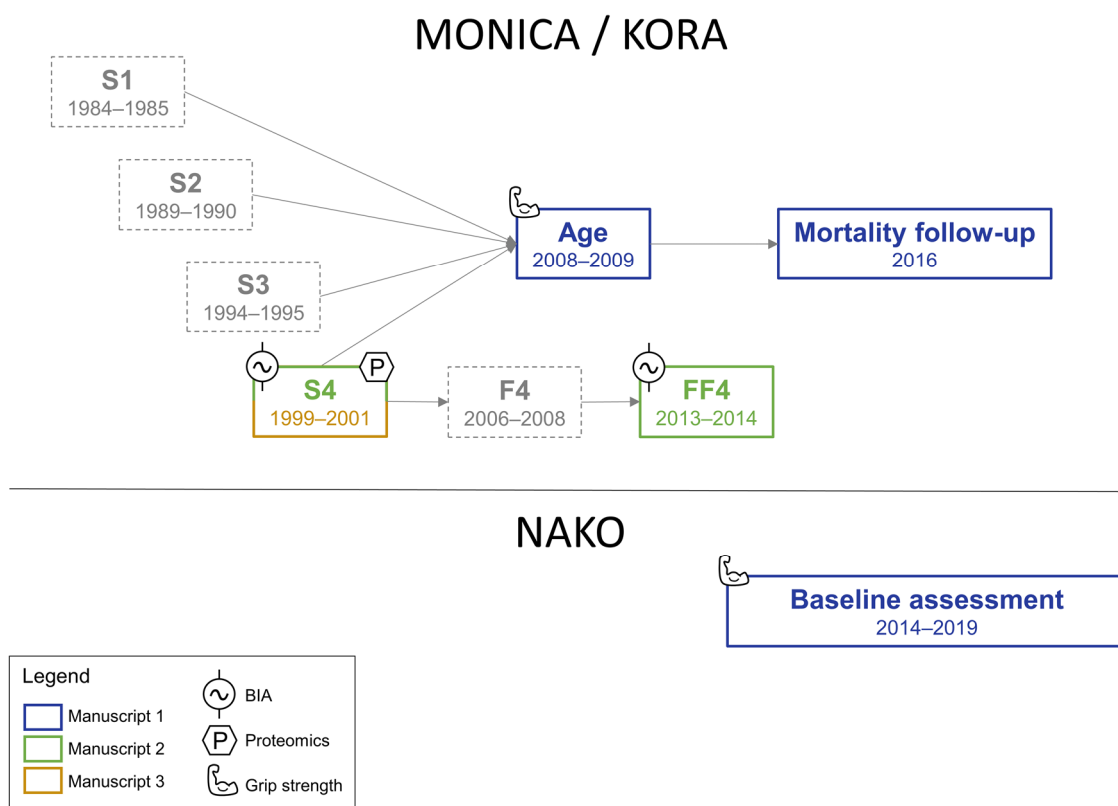 MONICA / KORA
S1
1984–1985
S2
1989–1990
S3
1994–1995
Age
2008–2009
Mortality follow-up
2016
P
S4
1999–2001
F4
2006–2008
FF4
2013–2014
NAKO
Baseline assessment
2014–2019
Legend
Manuscript 1
Manuscript 2
Manuscript 3
BIA
P
Proteomics
Grip strength